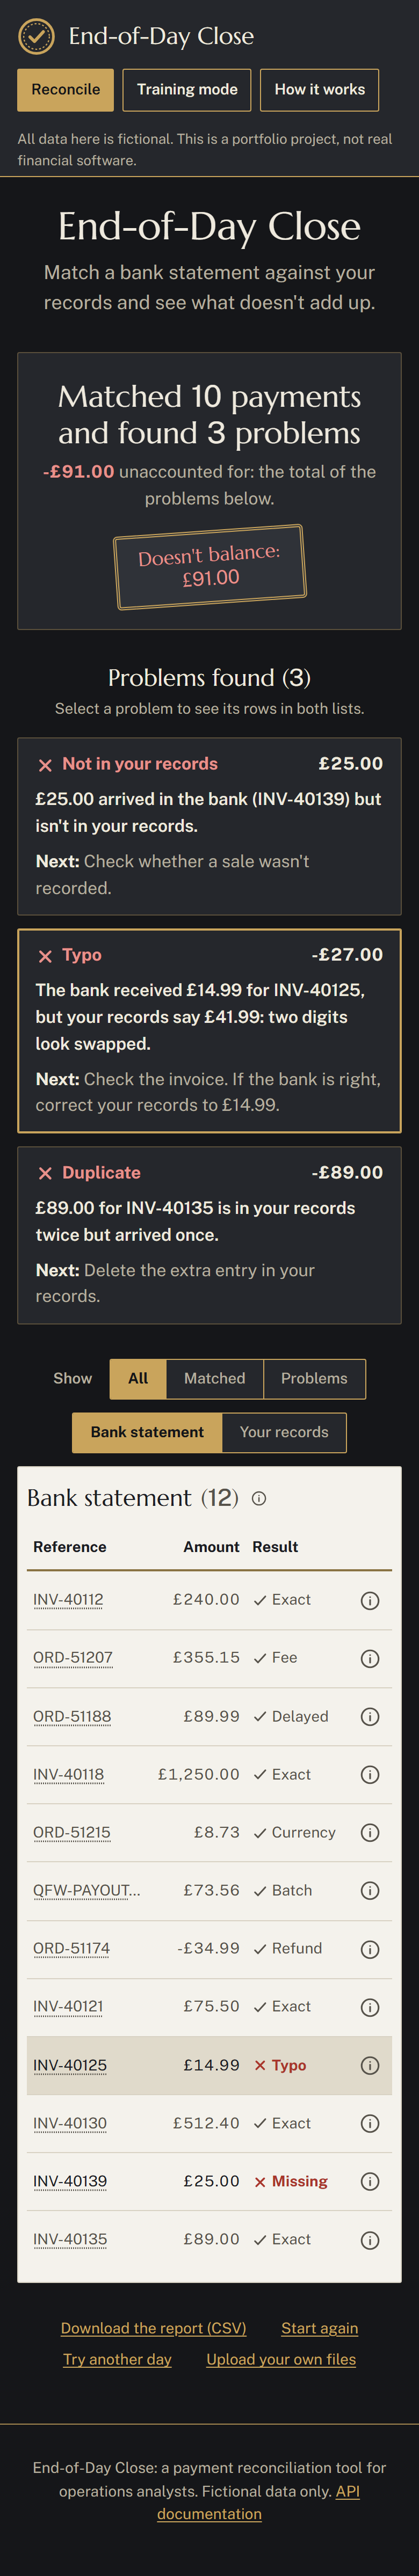 End-of-Day Close
Reconcile
Training mode
How it works
All data here is fictional. This is a portfolio project, not real
financial software.
End-of-Day Close
Match a bank statement against your
records and see what doesn't add up.
Matched 10 payments
and found 3 problems
-£91.00 unaccounted for: the total of the
problems below.
Doesn't balance:
£91.00
Problems found (3)
Select a problem to see its rows in both lists.
Not in your records £25.00
£25.00 arrived in the bank (INV-40139) but
isn't in your records.
Next: Check whether a sale wasn't
recorded.
Typo -£27.00
The bank received £14.99 for INV-40125,
but your records say £41.99: two digits
look swapped.
Next: Check the invoice. If the bank is right,
correct your records to £14.99.
Duplicate -£89.00
£89.00 for INV-40135 is in your records
twice but arrived once.
Next: Delete the extra entry in your
records.
Show All Matched Problems
Bank statement Your records
Bank statement (12)
Reference Amount Result
INV-40112 £240.00 Exact
ORD-51207 £355.15 Fee
ORD-51188 £89.99 Delayed
INV-40118 £1,250.00 Exact
ORD-51215 £8.73 Currency
QFW-PAYOUT... £73.56 Batch
ORD-51174 -£34.99 Refund
INV-40121 £75.50 Exact
INV-40125 £14.99 Typo
INV-40130 £512.40 Exact
INV-40139 £25.00 Missing
INV-40135 £89.00 Exact
Download the report (CSV) Start again
Try another day Upload your own files
End-of-Day Close: a payment reconciliation tool for
operations analysts. Fictional data only. API
documentation